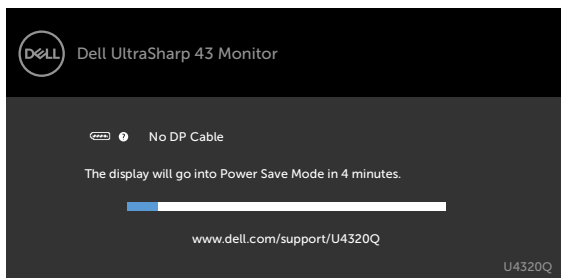 DELL Dell UltraSharp 43 Monitor
? No DP Cable
The display will go into Power Save Mode in 4 minutes.
www.dell.com/support/U4320Q
U4320Q